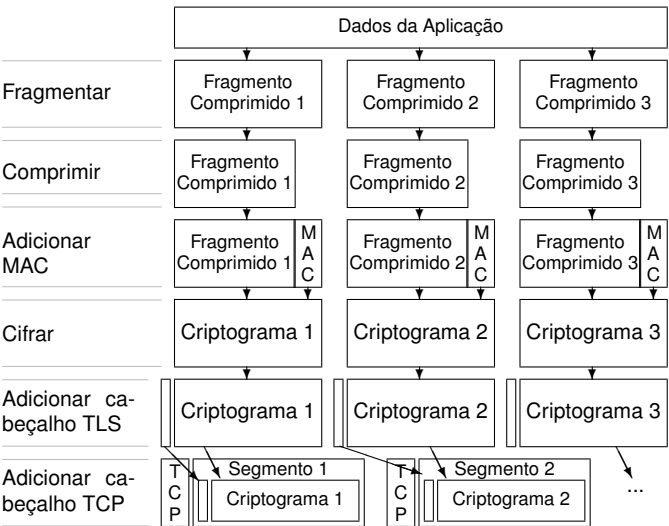 Dados da Aplicação
Fragmentar
Fragmento
Comprimido 1
Fragmento
Comprimido 2
Fragmento
Comprimido 3
Comprimir
Fragmento
Comprimido 1
Fragmento
Comprimido 2
Fragmento
Comprimido 3
Adicionar
MAC
Fragmento
Comprimido 1
M
A
C
Fragmento
Comprimido 2
M
A
C
Fragmento
Comprimido 3
M
A
C
Cifrar
Criptograma 1
Criptograma 2
Criptograma 3
Adicionar ca-
beçalho TLS
Criptograma 1
Criptograma 2
Criptograma 3
Adicionar ca-
beçalho TCP
T
C
P
Segmento 1
Criptograma 1
T
C
P
Segmento 2
Criptograma 2
...